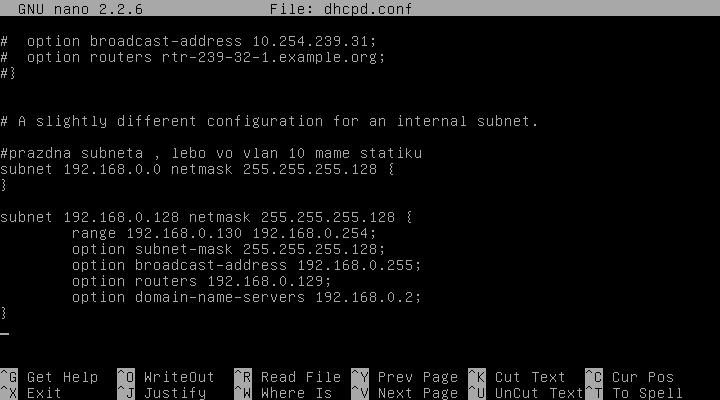 GNU nano 2.2.6 File: dhcpd.conf
#  option broadcast-address 10.254.239.31;
#  option routers rtr-239-32-1.example.org;
#}
# A slightly different configuration for an internal subnet.
#prazdna subneta , lebo vo vlan 10 mame statiku
subnet 192.168.0.0 netmask 255.255.255.128 {
}
subnet 192.168.0.128 netmask 255.255.255.128 {
        range 192.168.0.130 192.168.0.254;
        option subnet-mask 255.255.255.128;
        option broadcast-address 192.168.0.255;
        option routers 192.168.0.129;
        option domain-name-servers 192.168.0.2;
}
^G Get Help ^O WriteOut ^R Read File ^Y Prev Page ^K Cut Text ^C Cur Pos
^X Exit ^J Justify ^W Where Is ^V Next Page ^U UnCut Text ^T To Spell